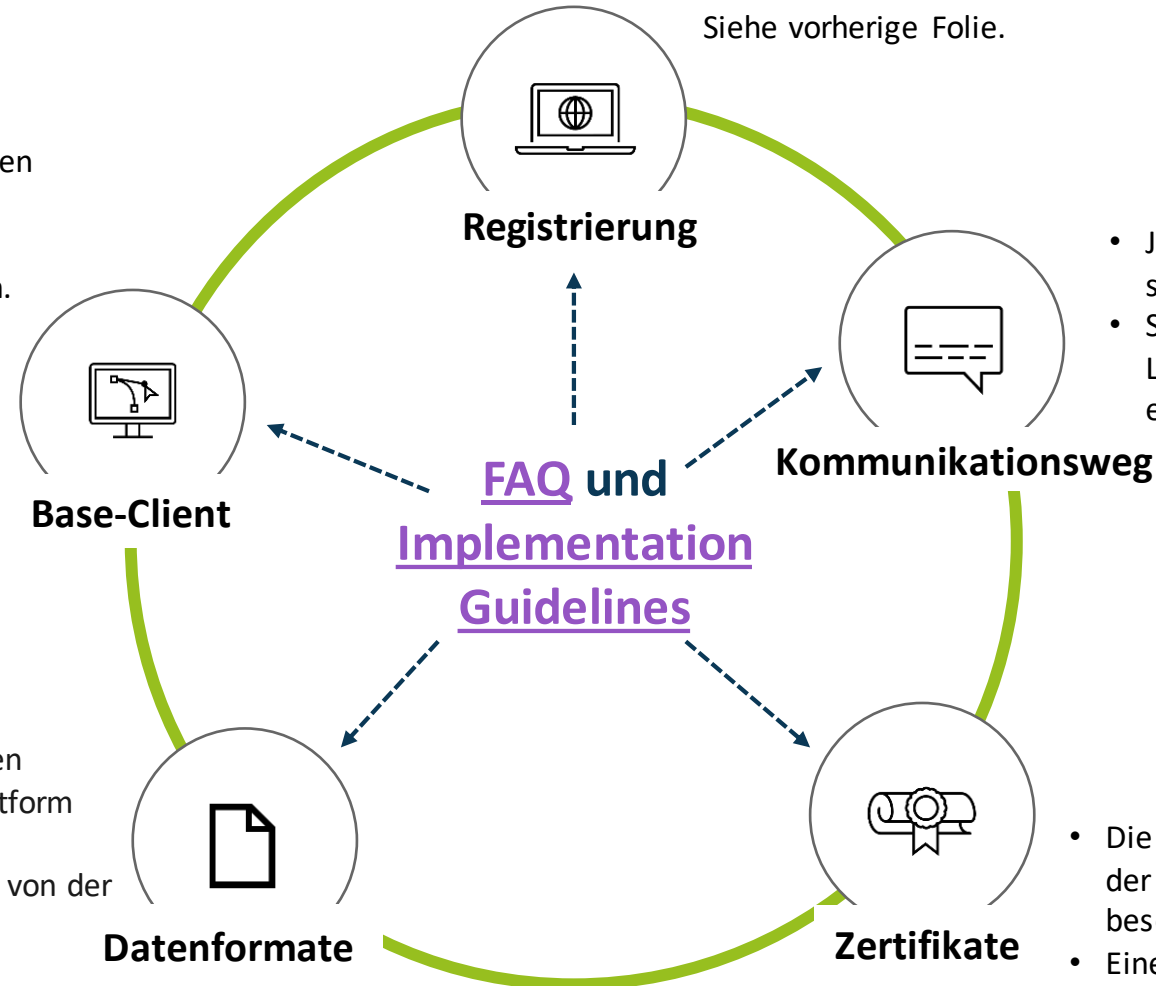 Siehe vorherige Folie.
Registrierung
en
n.
Base-Client
• J
s
• S
L
e
Kommunikationsweg
FAQ und
Implementation
Guidelines
en
tform
von der
Datenformate
• Die
der
bes
• Eine
Zertifikate